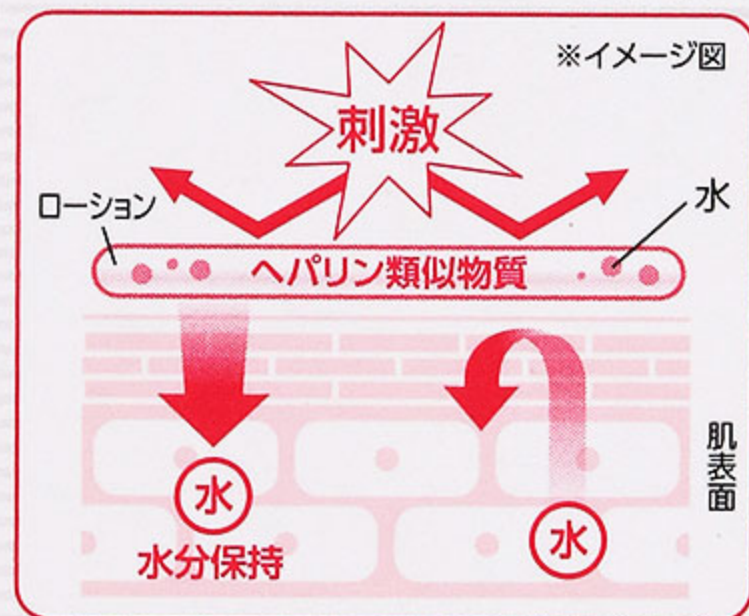 ※イメージ図
刺激
ローション
水
ヘパリン類似物質
水
水分保持
水
肌表面